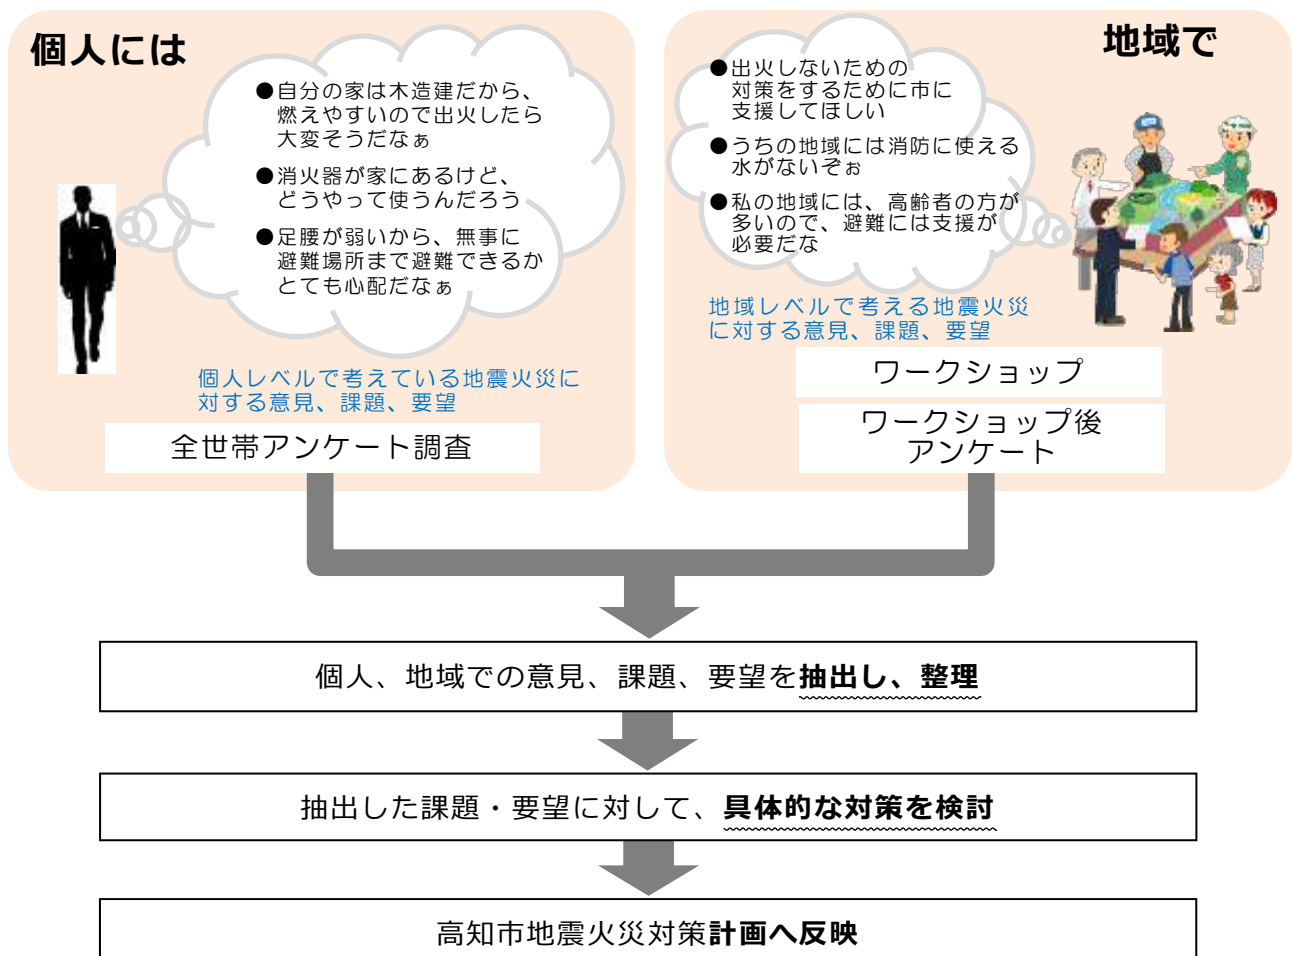 個人には
●自分の家は木造建だから、
燃えやすいので出火したら
大変そうだなぁ
●消火器が家にあるけど、
どうやって使うんだろう
●足腰が弱いから、無事に
避難場所まで避難できるか
とても心配だなぁ
個人レベルで考えている地震火災に
対する意見、課題、要望
全世帯アンケート調査
地域で
●出火しないための
対策をするために市に
支援してほしい
●うちの地域には消防に使える
水がないぞぉ
●私の地域には、高齢者の方が
多いので、避難には支援が
必要だな
地域レベルで考える地震火災
に対する意見、課題、要望
ワークショップ
ワークショップ後
アンケート
個人、地域での意見、課題、要望を抽出し、整理
抽出した課題・要望に対して、具体的な対策を検討
高知市地震火災対策計画へ反映